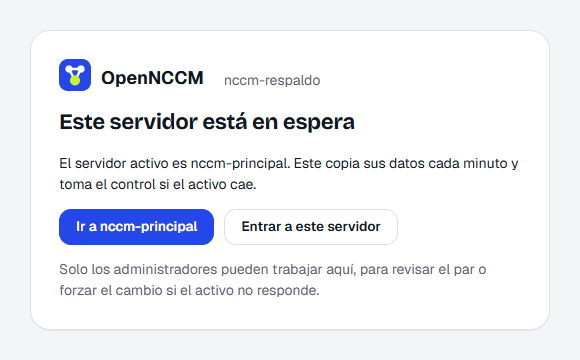 OpenNCCM nccm-respaldo
Este servidor está en espera
El servidor activo es nccm-principal. Este copia sus datos cada minuto y
toma el control si el activo cae.
Ir a nccm-principal Entrar a este servidor
Solo los administradores pueden trabajar aquí, para revisar el par o
forzar el cambio si el activo no responde.